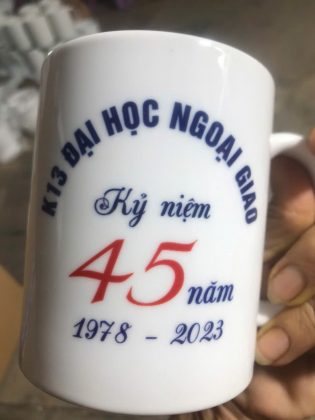 K13 ĐẠI HỌC NGOẠI GIAO
Kỷ niệm
45 năm
1978 - 2023